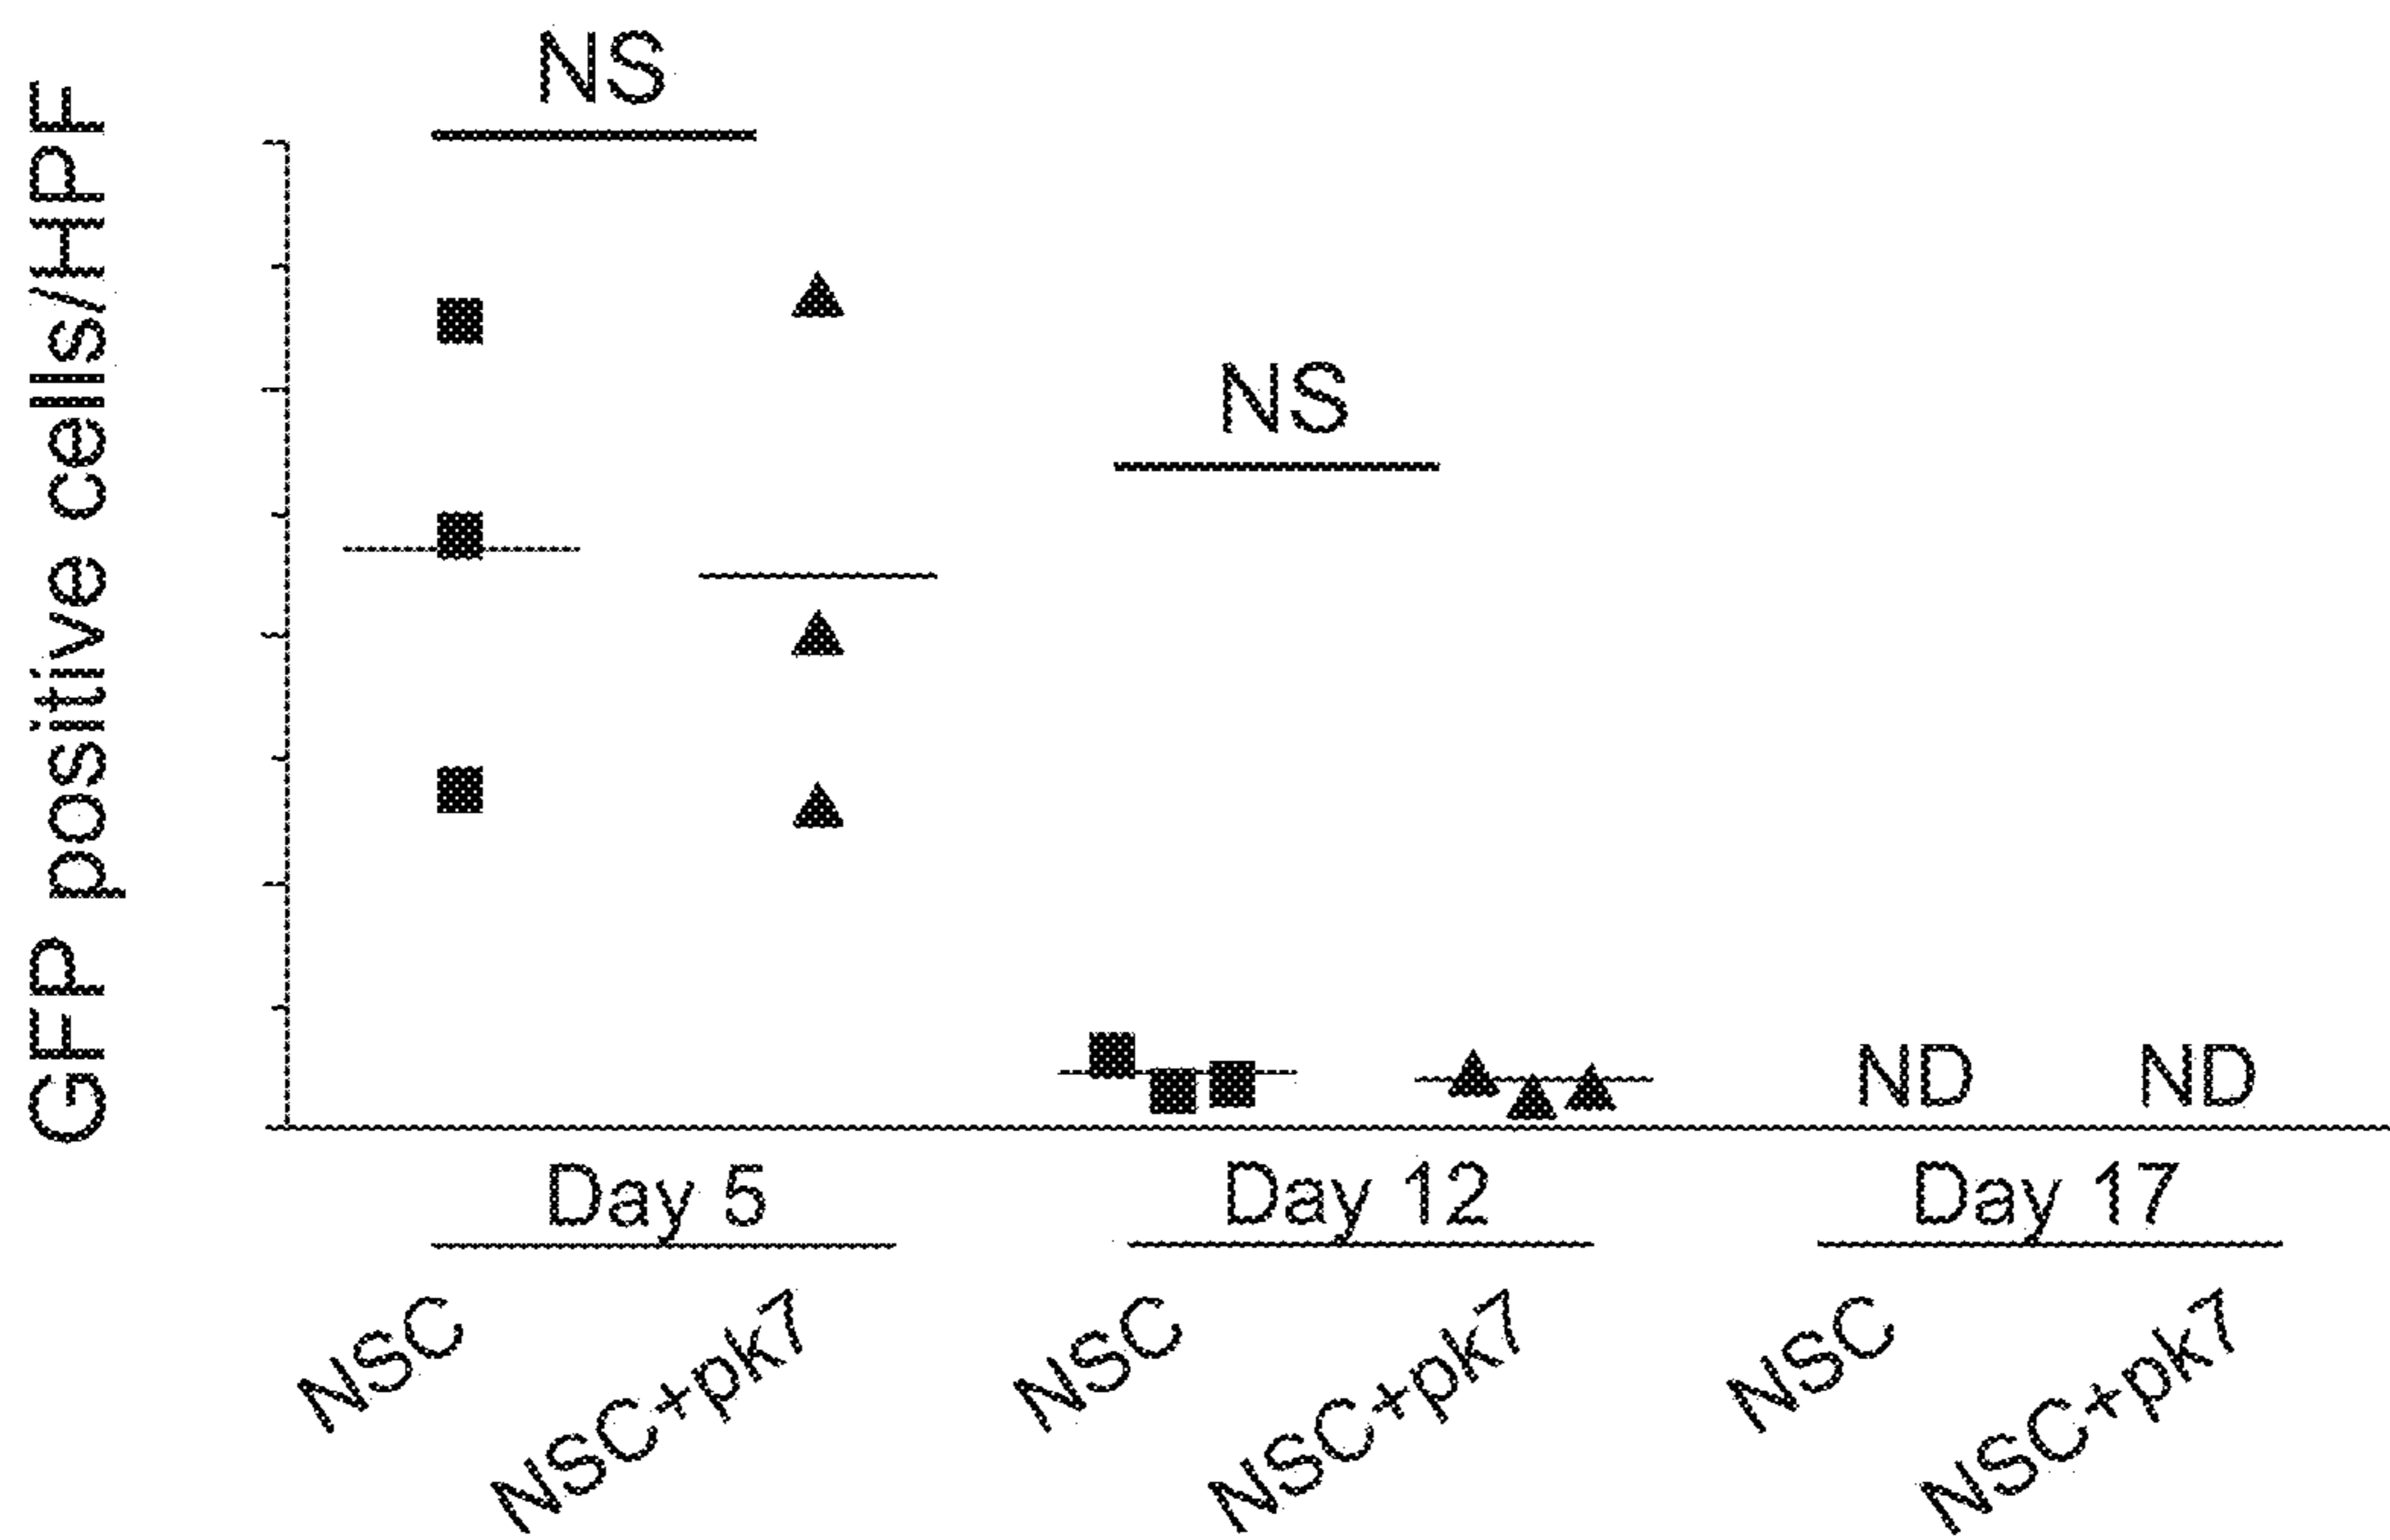 GFP positive cells/HPF
NS
NS
ND ND
Day 5 Day 12 Day 17
NSC NSC+pk7 NSC NSC+pk7 NSC NSC+pk7